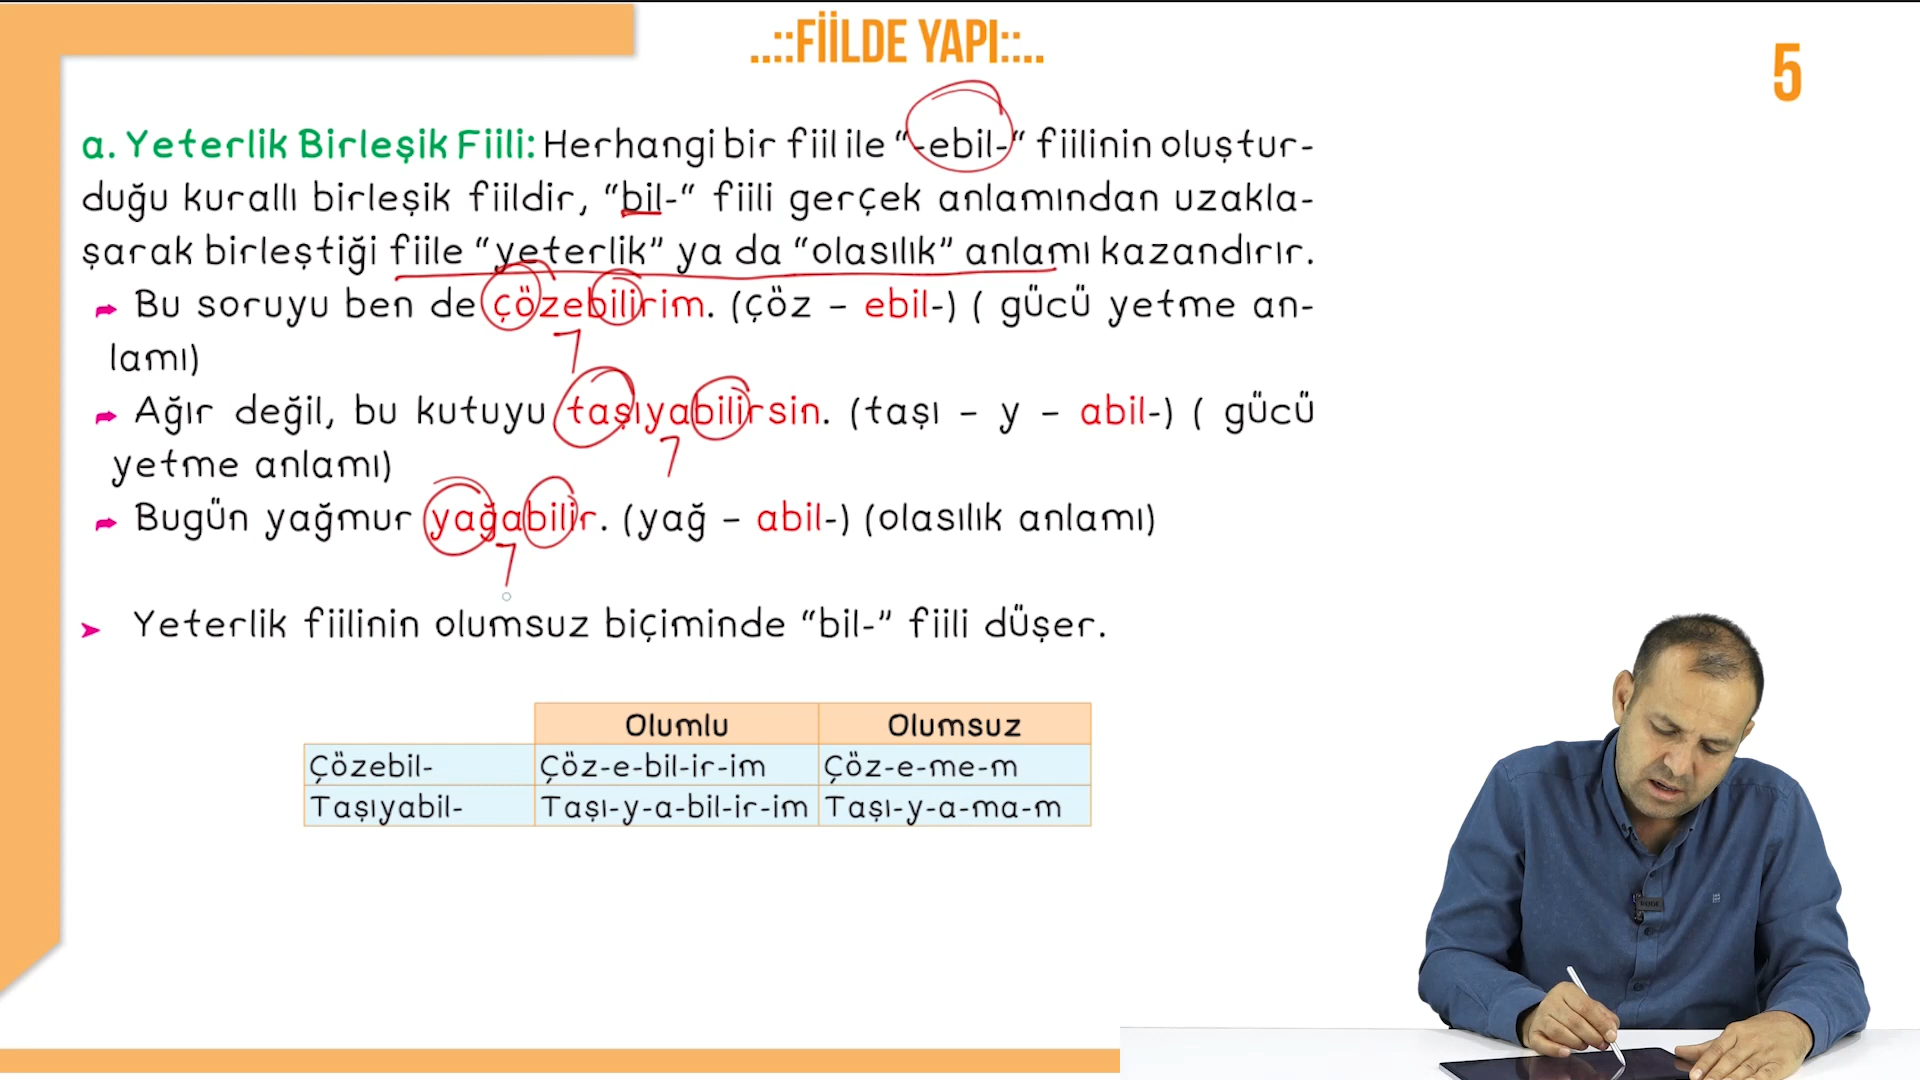 ..::FİİLDE YAPI::..
5
a. Yeterlik Birleşik Fiili: Herhangi bir fiil ile “-ebil-“ fiilinin oluştur-
duğu kurallı birleşik fiildir, “bil-“ fiili gerçek anlamından uzakla-
şarak birleştiği fiile “yeterlik” ya da “olasılık” anlamı kazandırır.
Bu soruyu ben de çözebilirim. (çöz – ebil-) ( gücü yetme an-
lamı)
Ağır değil, bu kutuyu taşıyabilirsin. (taşı – y – abil-) ( gücü
yetme anlamı)
Bugün yağmur yağabilir. (yağ – abil-) (olasılık anlamı)
Yeterlik fiilinin olumsuz biçiminde “bil-” fiili düşer.
Olumlu Olumsuz
Çözebil- Çöz-e-bil-ir-im Çöz-e-me-m
Taşıyabil- Taşı-y-a-bil-ir-im Taşı-y-a-ma-m
RODE